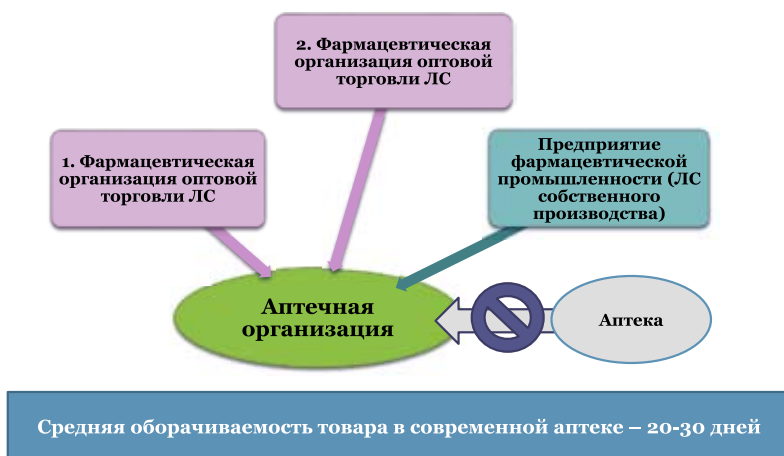 2. Фармацевтическая
организация оптовой
торговли ЛС
1. Фармацевтическая
организация оптовой
торговли ЛС
Предприятие
фармацевтической
промышленности (ЛС
собственного
производства)
Аптечная
организация
Аптека
Средняя оборачиваемость товара в современной аптеке – 20-30 дней